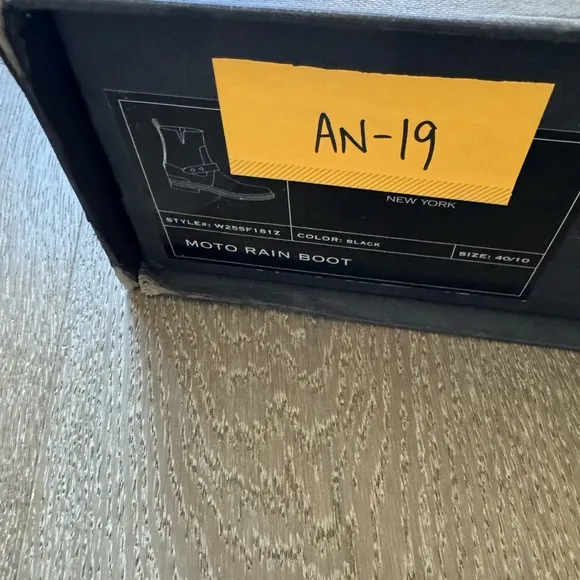 AN-19
NEW YORK
STYLE#: W255F181Z
COLOR: BLACK
SIZE: 40/10
MOTO RAIN BOOT